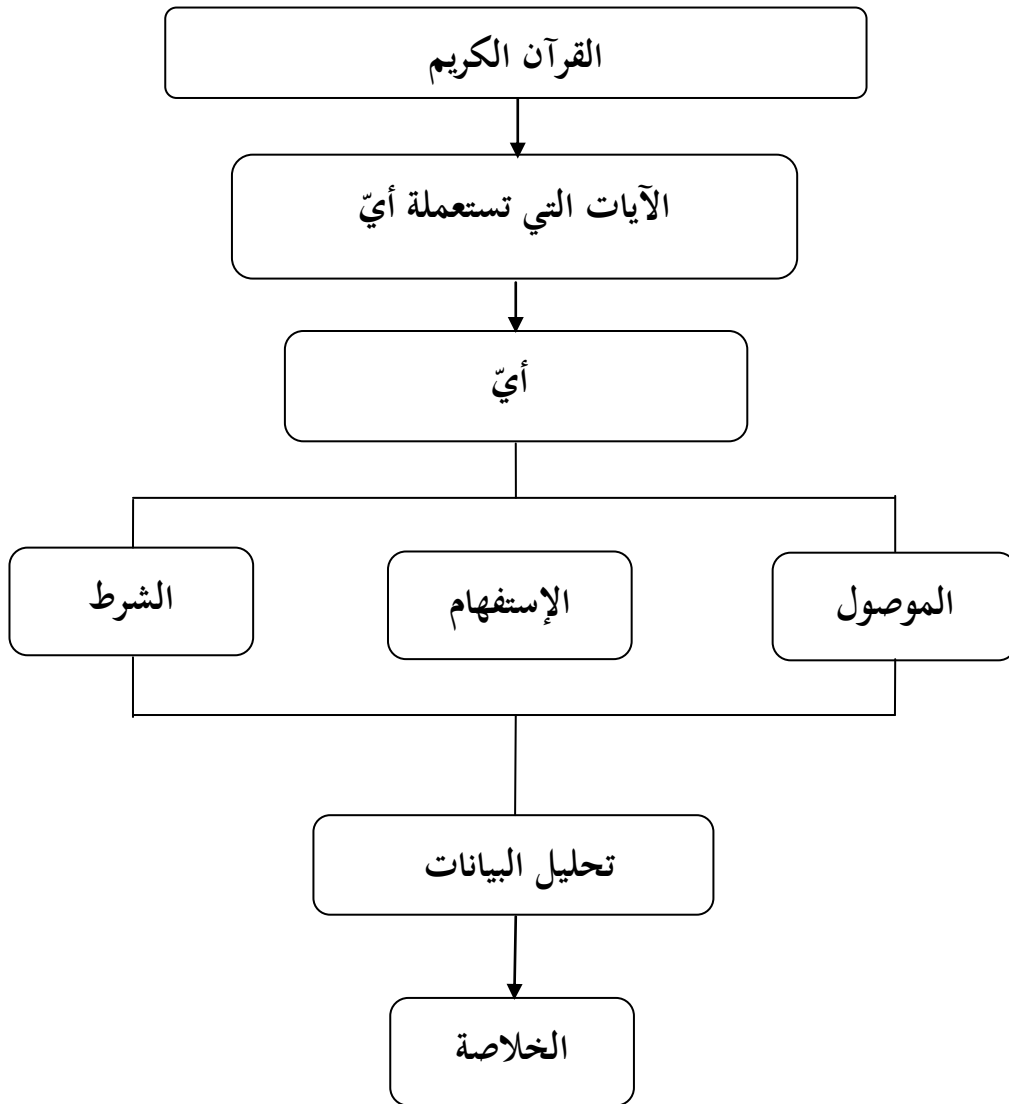 القرآن الكريم
الآيات التي تستعملة أيّ
أيّ
الموصول
الإستفهام
الشرط
تحليل البيانات
الخلاصة